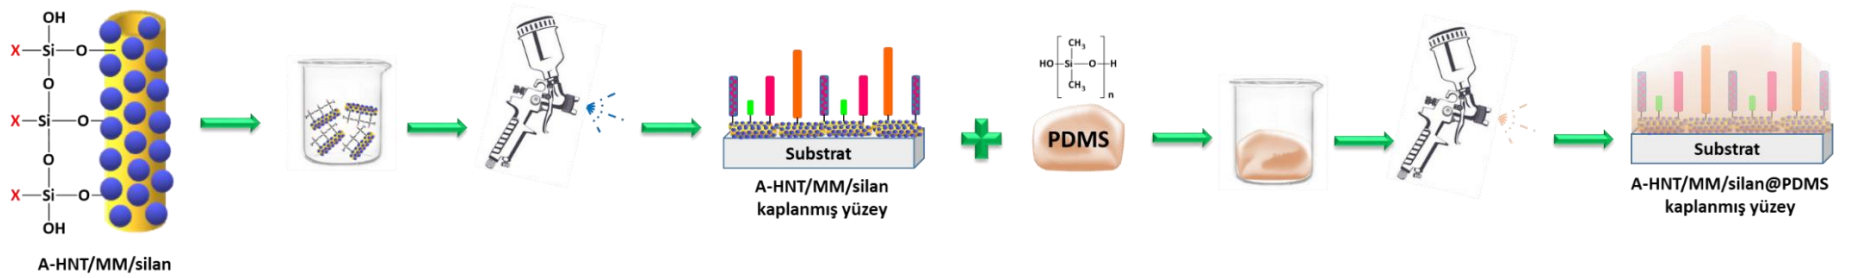 OH
X—Si—O
O
X—Si—O
O
X—Si—O
OH
A-HNT/MM/silan
Substrat
A-HNT/MM/silan
kaplanmış yüzey
CH3
HO—Si—O—H
CH3
n
PDMS
Substrat
A-HNT/MM/silan@PDMS
kaplanmış yüzey